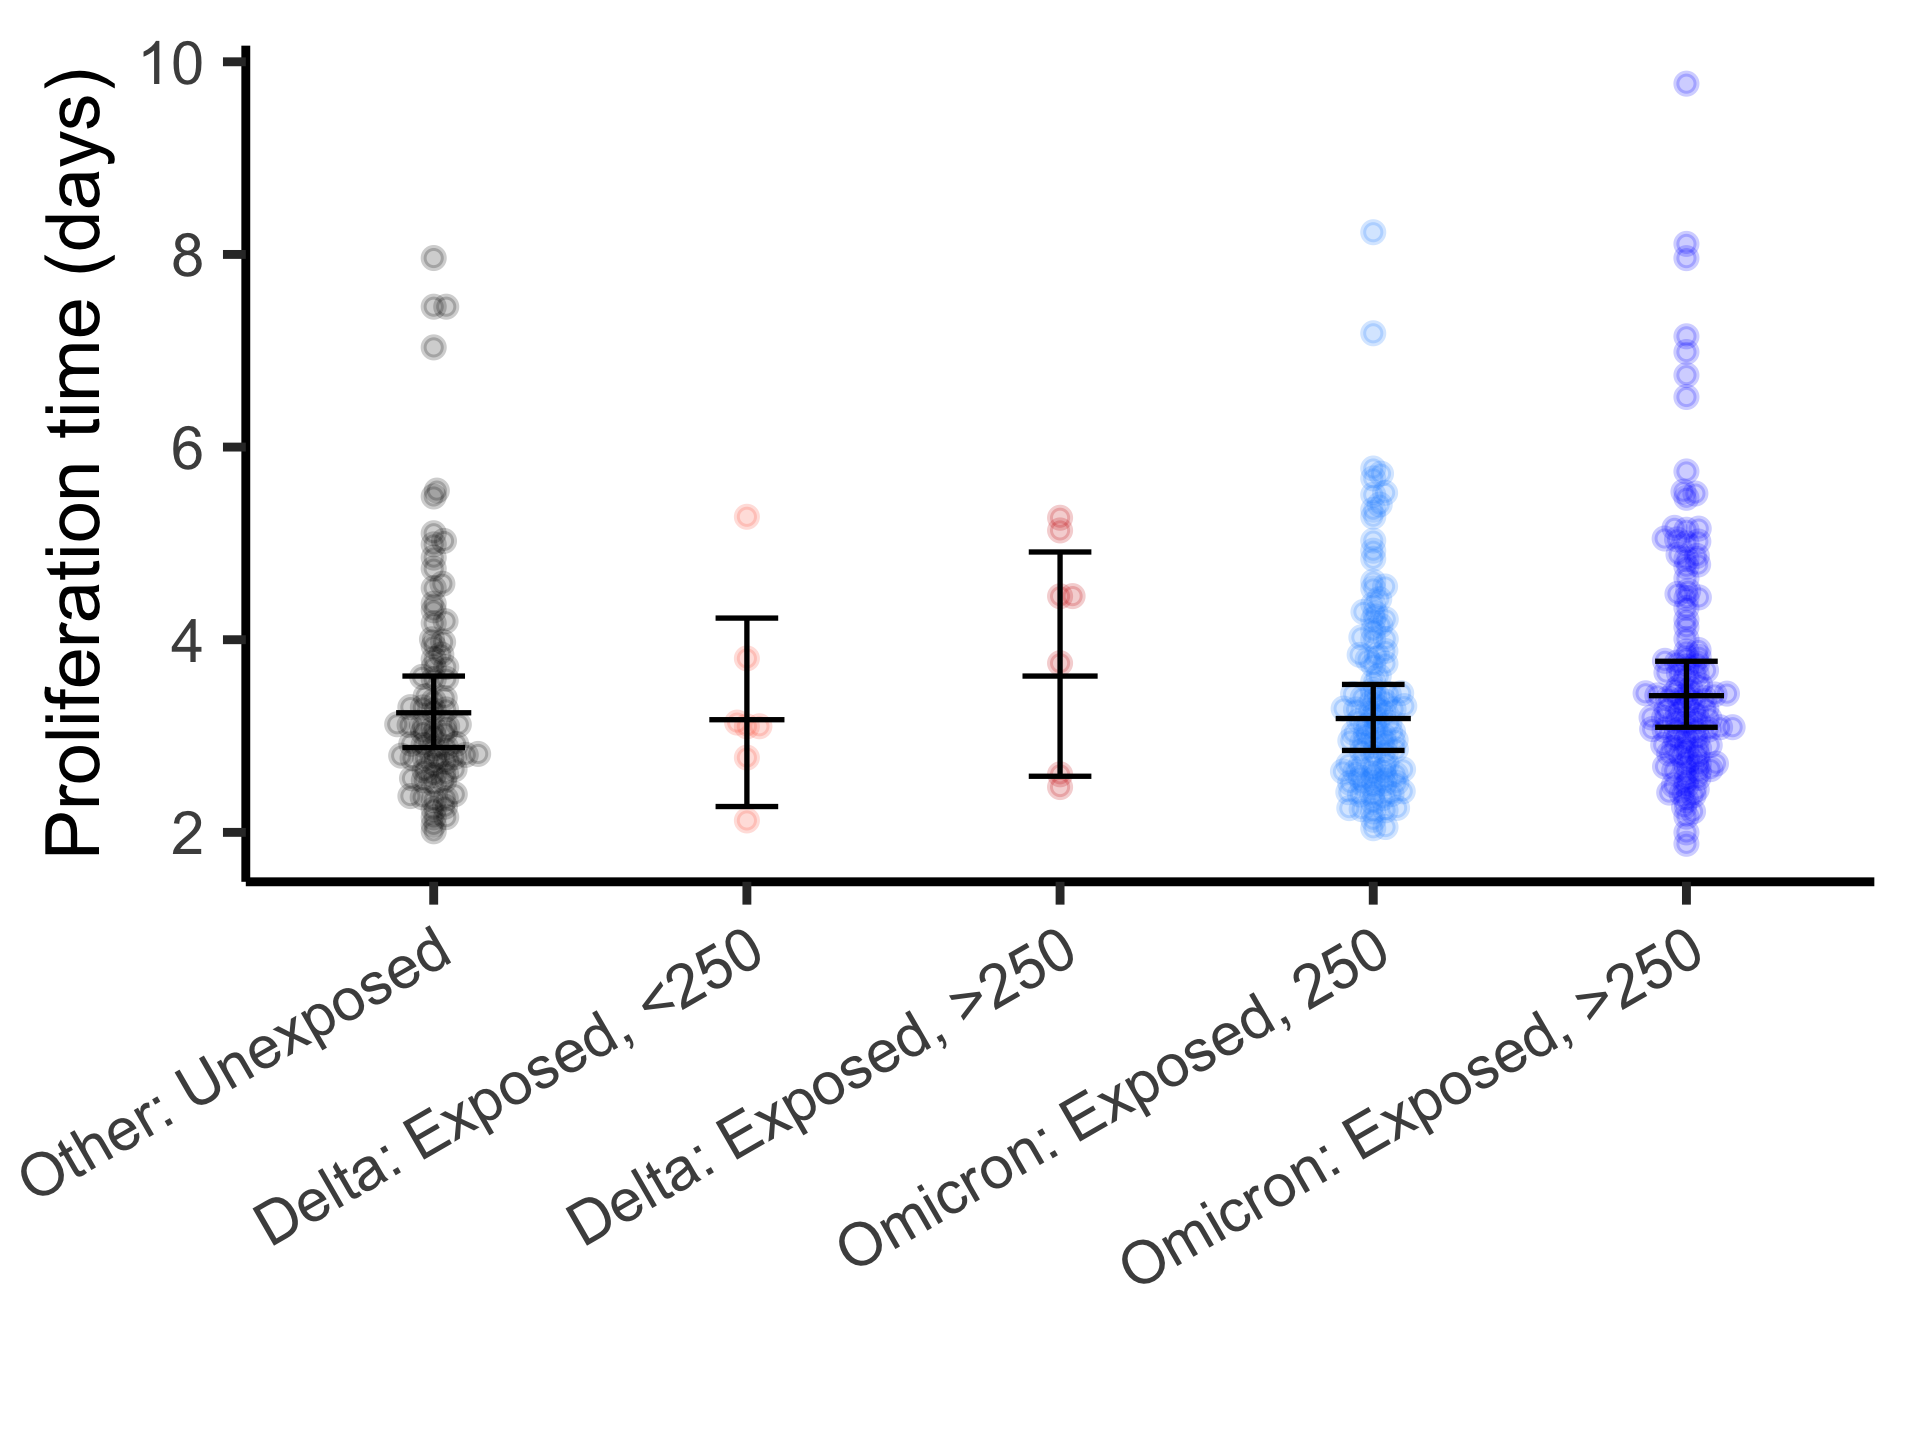 Proliferation time (days)
10
8
6
4
2
Other: Unexposed
Delta: Exposed, <250
Delta: Exposed, >250
Omicron: Exposed, 250
Omicron: Exposed, >250